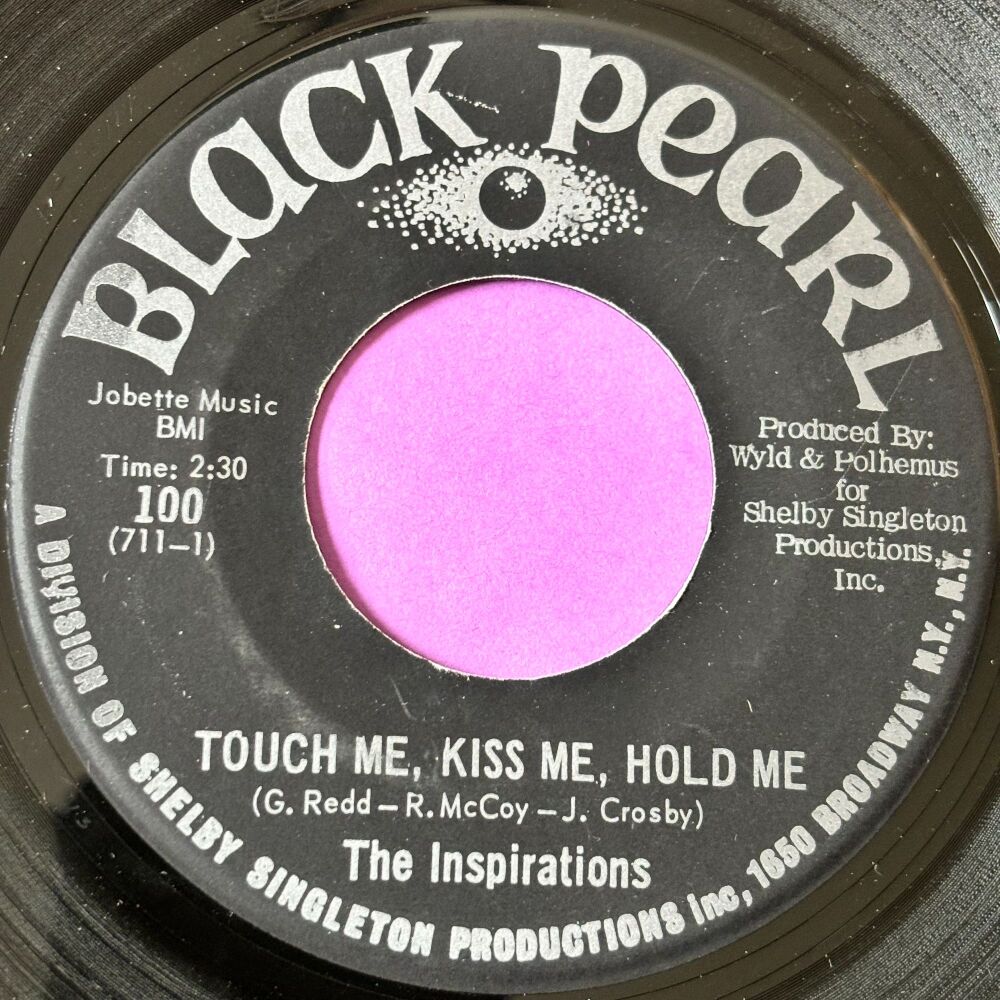 BLACK PEARL
Jobette Music
BMI
Time: 2:30
100
(711-1)
Produced By:
Wyld & Polhemus
for
Shelby Singleton
Productions,
Inc.
TOUCH ME, KISS ME, HOLD ME
(G. Redd – R. McCoy – J. Crosby)
The Inspirations
A DIVISION OF SHELBY SINGLETON PRODUCTIONS inc, 1650 BROADWAY N.Y., N.Y.